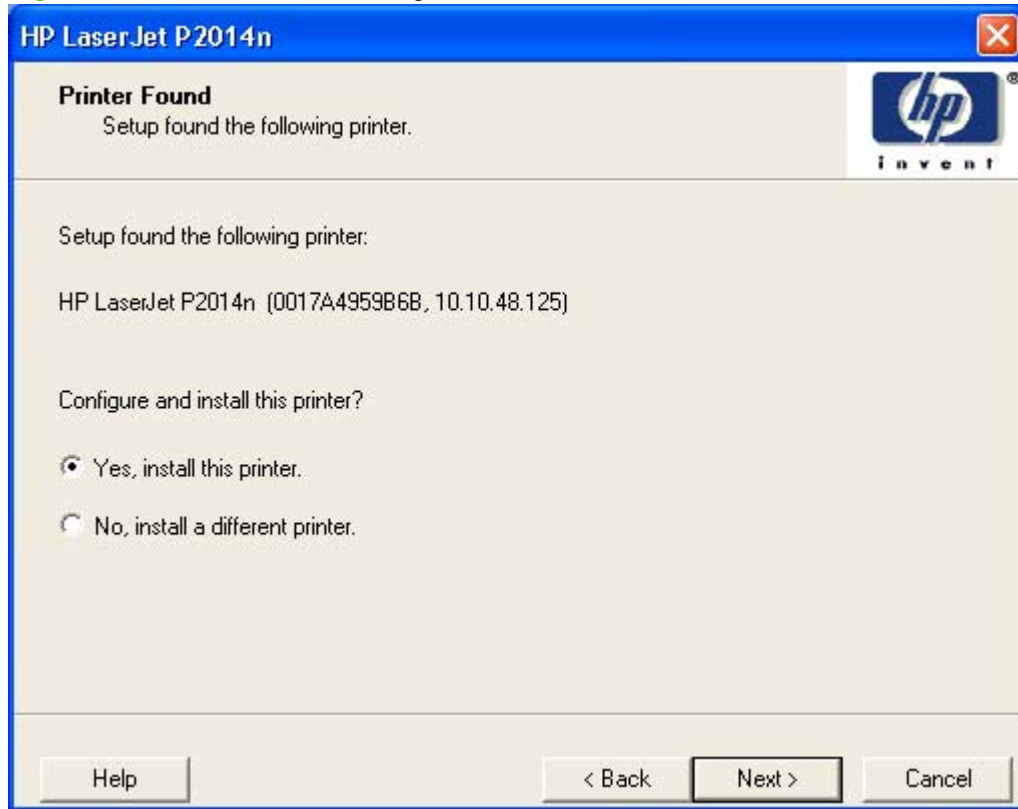 HP LaserJet P2014n
Printer Found
Setup found the following printer.
hp
®
invent
Setup found the following printer:
HP LaserJet P2014n (0017A4959B6B, 10.10.48.125)
Configure and install this printer?
Yes, install this printer.
No, install a different printer.
Help
< Back
Next >
Cancel